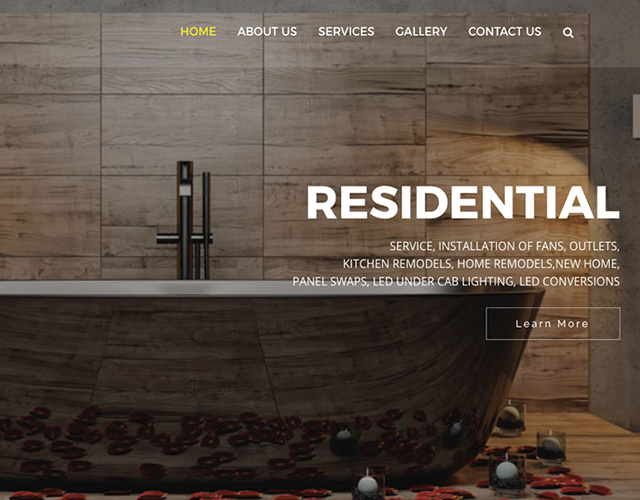 HOME ABOUT US SERVICES GALLERY CONTACT US
RESIDENTIAL
SERVICE, INSTALLATION OF FANS, OUTLETS,
KITCHEN REMODELS, HOME REMODELS,NEW HOME,
PANEL SWAPS, LED UNDER CAB LIGHTING, LED CONVERSIONS
Learn More